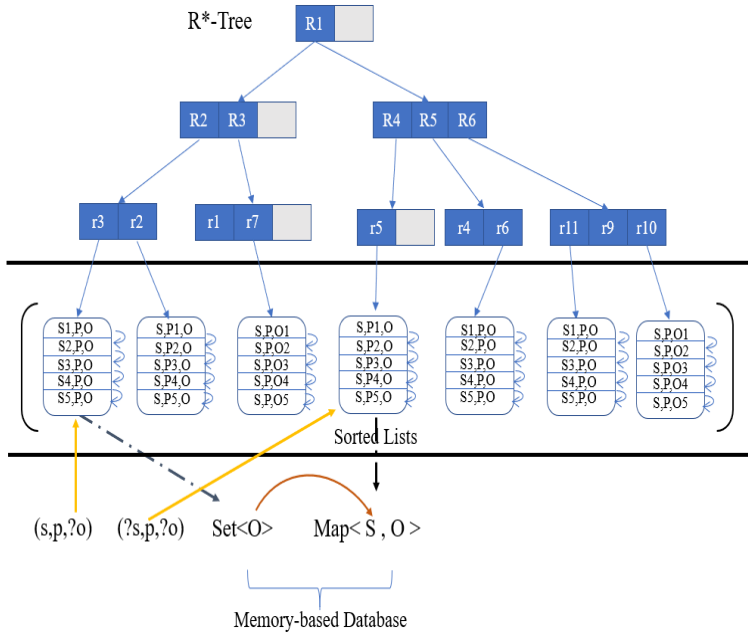 R*-Tree
R1
R2 R3
R4 R5 R6
r3 r2
r1 r7
r5
r4 r6
r11 r9 r10
S1,P,O
S2,P,O
S3,P,O
S4,P,O
S5,P,O
S,P1,O
S,P2,O
S,P3,O
S,P4,O
S,P5,O
S,P,O1
S,P,O2
S,P,O3
S,P,O4
S,P,O5
S,P1,O
S,P2,O
S,P3,O
S,P4,O
S,P5,O
S1,P,O
S2,P,O
S3,P,O
S4,P,O
S5,P,O
S1,P,O
S2,P,O
S3,P,O
S4,P,O
S5,P,O
S,P,O1
S,P,O2
S,P,O3
S,P,O4
S,P,O5
Sorted Lists
(s,p,?o) (?s,p,?o) Set<O> Map< S , O >
Memory-based Database